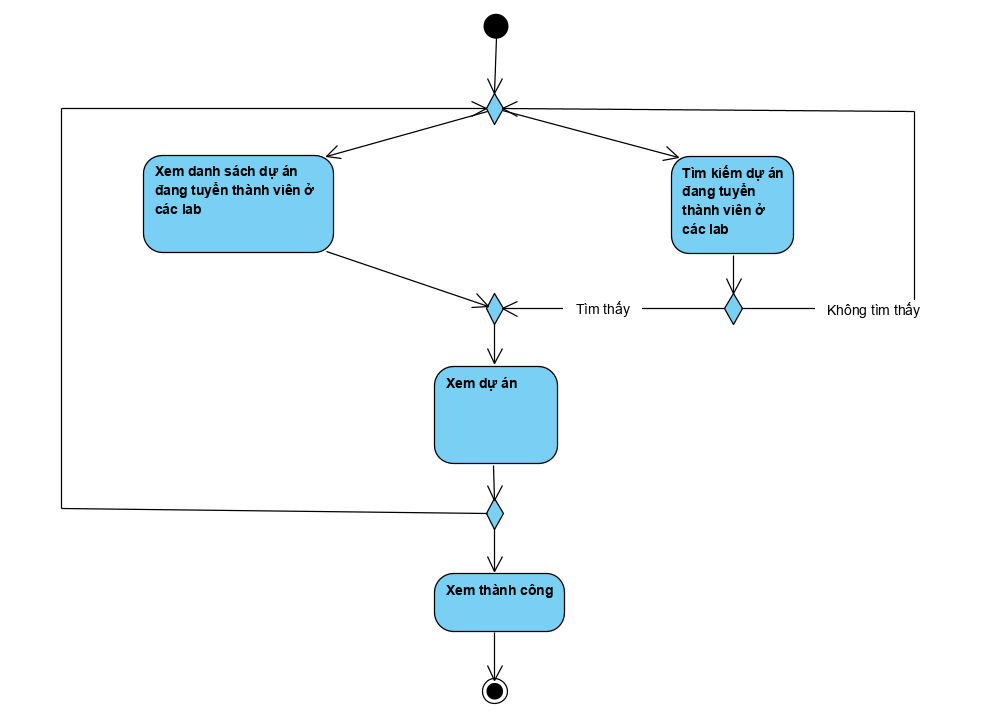 Xem danh sách dự án
đang tuyển thành viên ở
các lab
Tìm kiếm dự án
đang tuyển
thành viên ở
các lab
Tìm thấy
Không tìm thấy
Xem dự án
Xem thành công